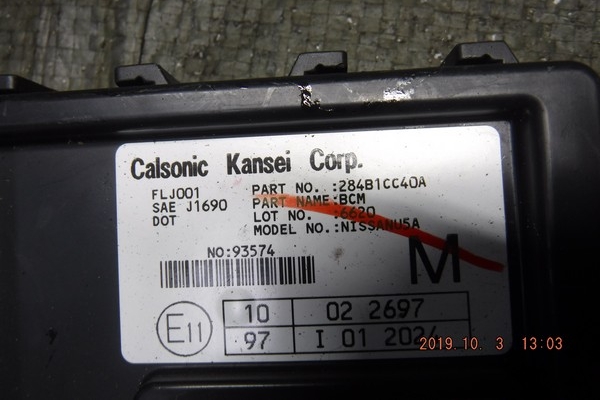 Calsonic Kansei Corp.
FLJ001 PART NO. :284B1CC40A
SAE J1690 PART NAME:BCM
DOT LOT NO. :6620
MODEL NO.:NISSANU5A
NO:93574
M
E11
10 02 2697
97 I 01 2024
2019.10. 3 13:03